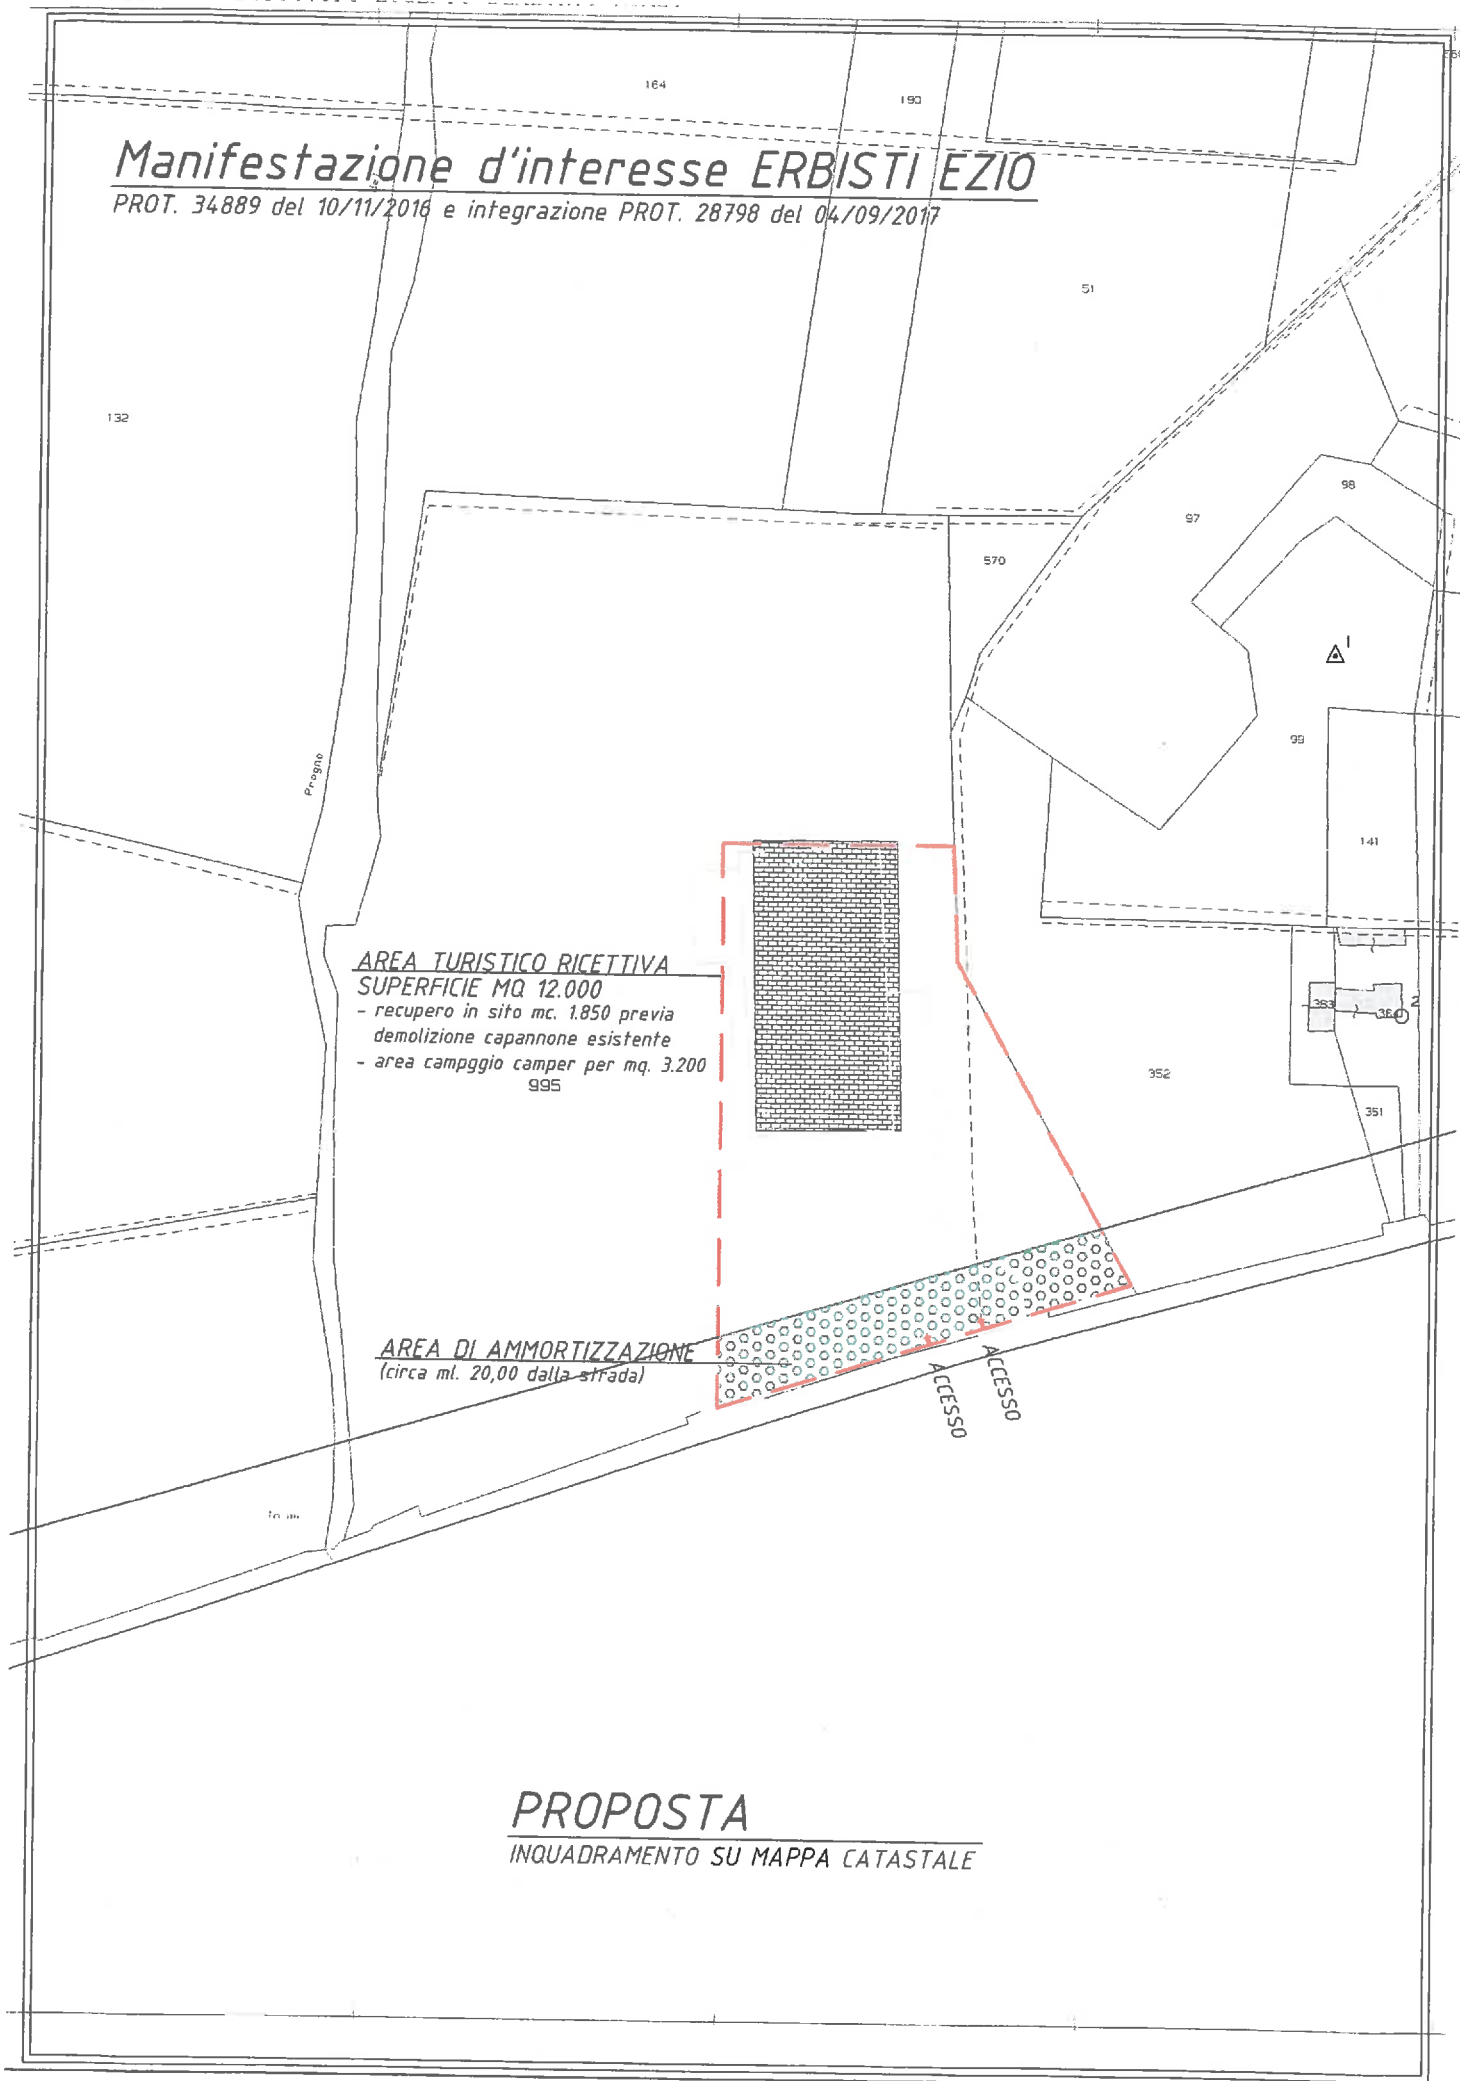 164
190
Manifestazione d'interesse ERBISTI EZIO
PROT. 34889 del 10/11/2016 e integrazione PROT. 28798 del 04/09/2017
51
132
98
97
570
1
99
Progno
141
AREA TURISTICO RICETTIVA
SUPERFICIE MQ 12.000
- recupero in sito mc. 1.850 previa
demolizione capannone esistente
- area campggio camper per mq. 3.200
995
383
2
352
351
AREA DI AMMORTIZZAZIONE
(circa ml. 20,00 dalla strada)
ACCESSO
ACCESSO
PROPOSTA
INQUADRAMENTO SU MAPPA CATASTALE